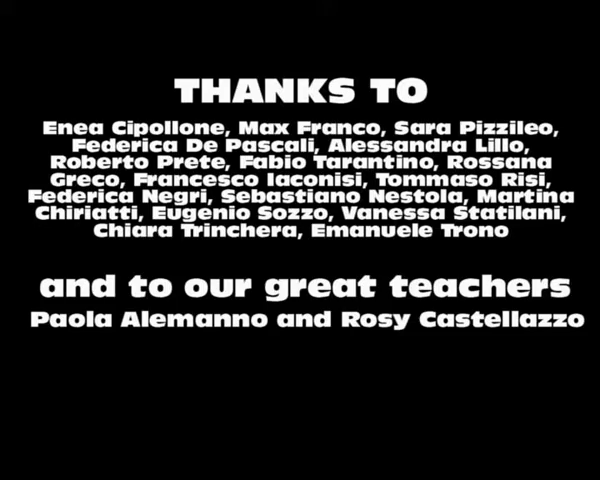 THANKS TO
Enea Cipollone, Max Franco, Sara Pizzileo,
Federica De Pascali, Alessandra Lillo,
Roberto Prete, Fabio Tarantino, Rossana
Greco, Francesco Iaconisi, Tommaso Risi,
Federica Negri, Sebastiano Nestola, Martina
Chiriatti, Eugenio Sozzo, Vanessa Statilani,
Chiara Trinchera, Emanuele Trono
and to our great teachers
Paola Alemanno and Rosy Castellazzo